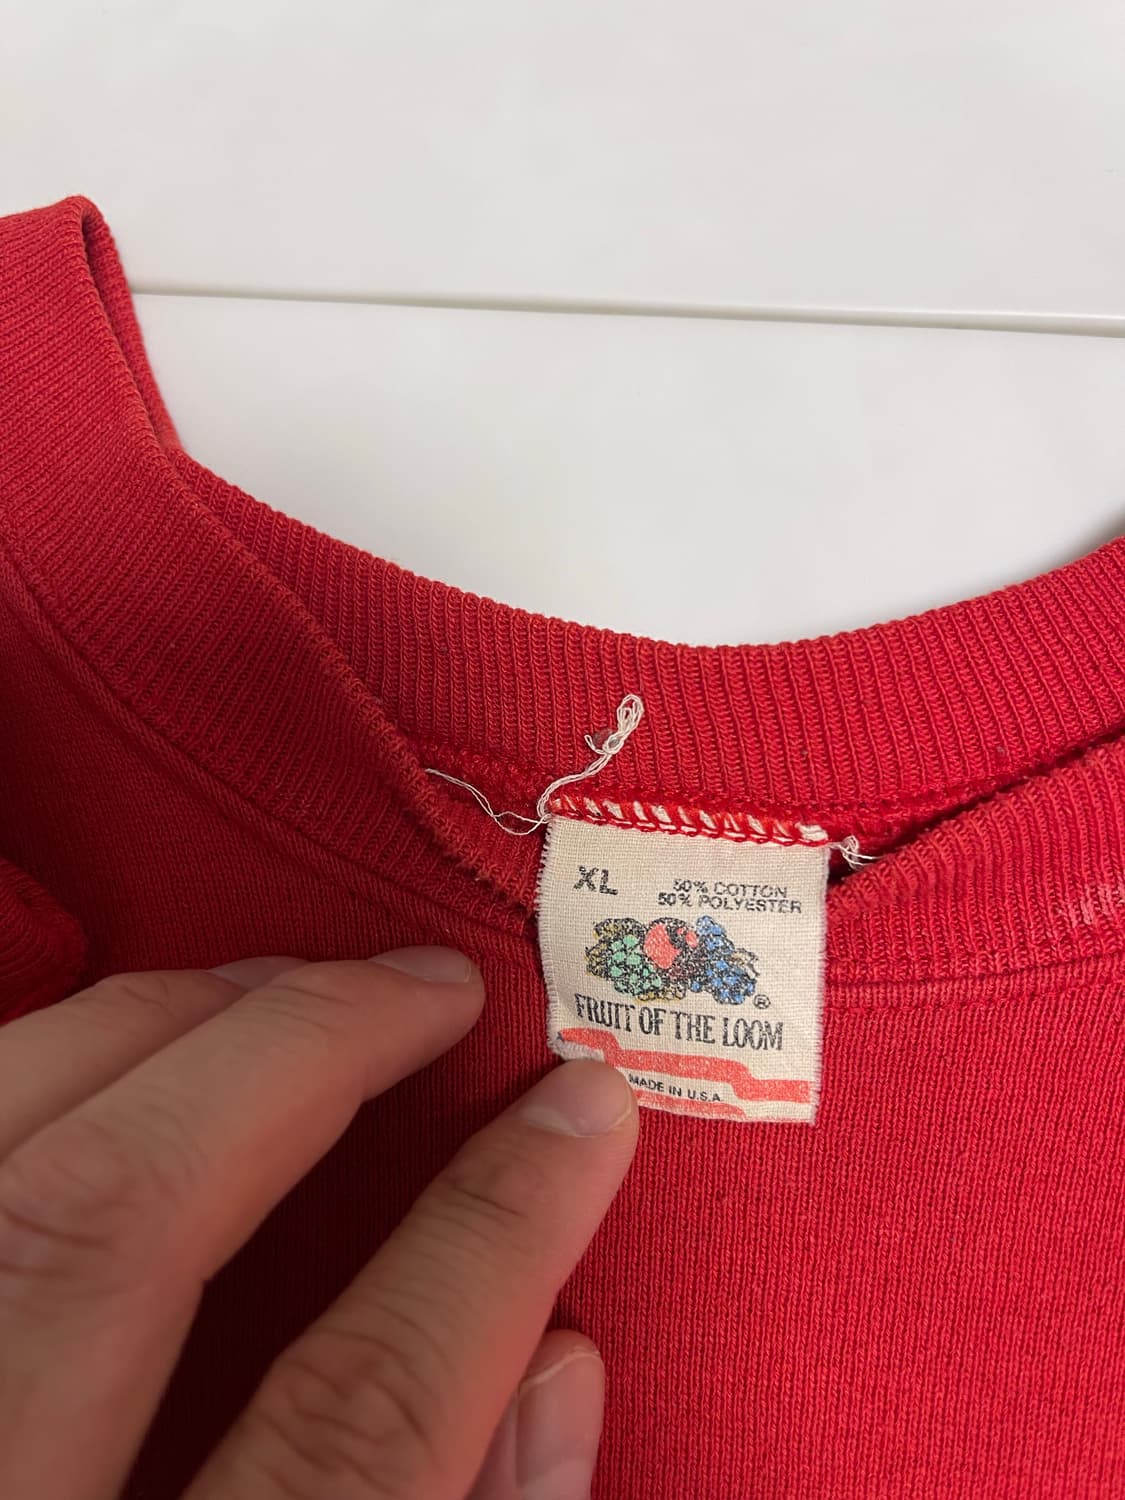 XL
50% COTTON
50% POLYESTER
®
FRUIT OF THE LOOM
MADE IN U.S.A